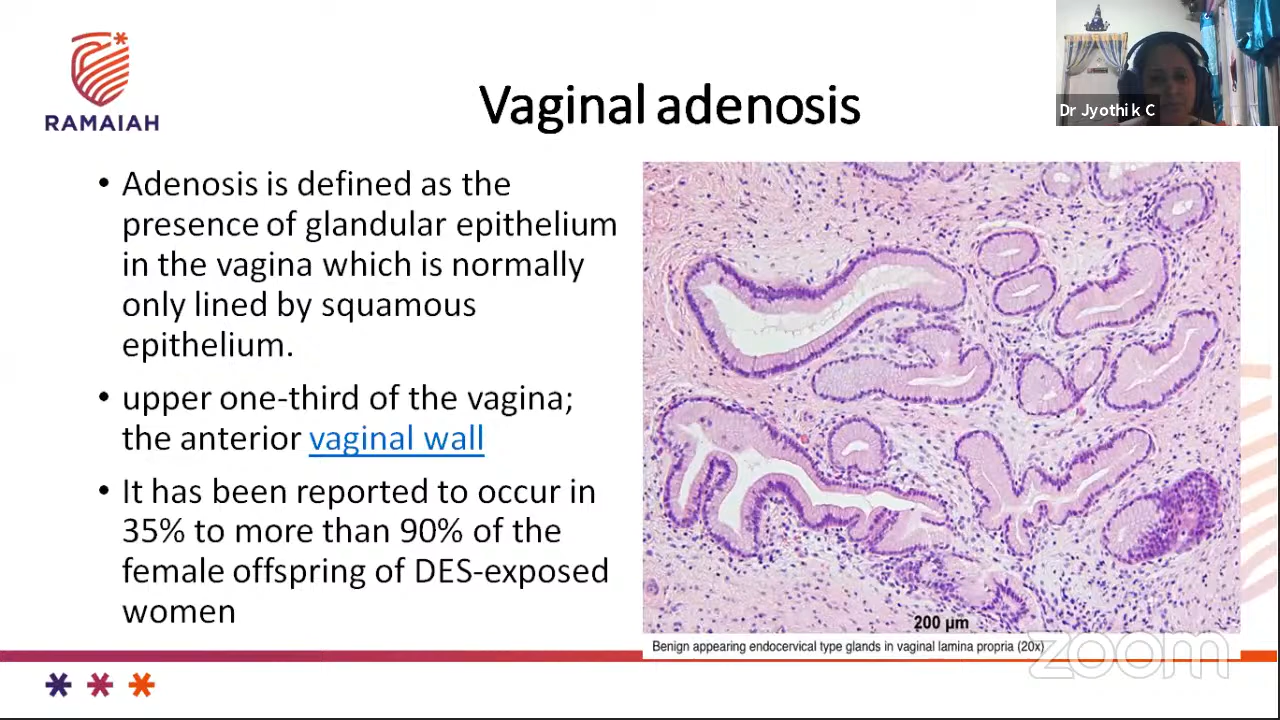 RAMAIAH
Vaginal adenosis
Dr Jyothik C
• Adenosis is defined as the
presence of glandular epithelium
in the vagina which is normally
only lined by squamous
epithelium.
• upper one-third of the vagina;
the anterior vaginal wall
• It has been reported to occur in
35% to more than 90% of the
female offspring of DES-exposed
women
200 µm
Benign appearing endocervical type glands in vaginal lamina propria (20x)
zoom